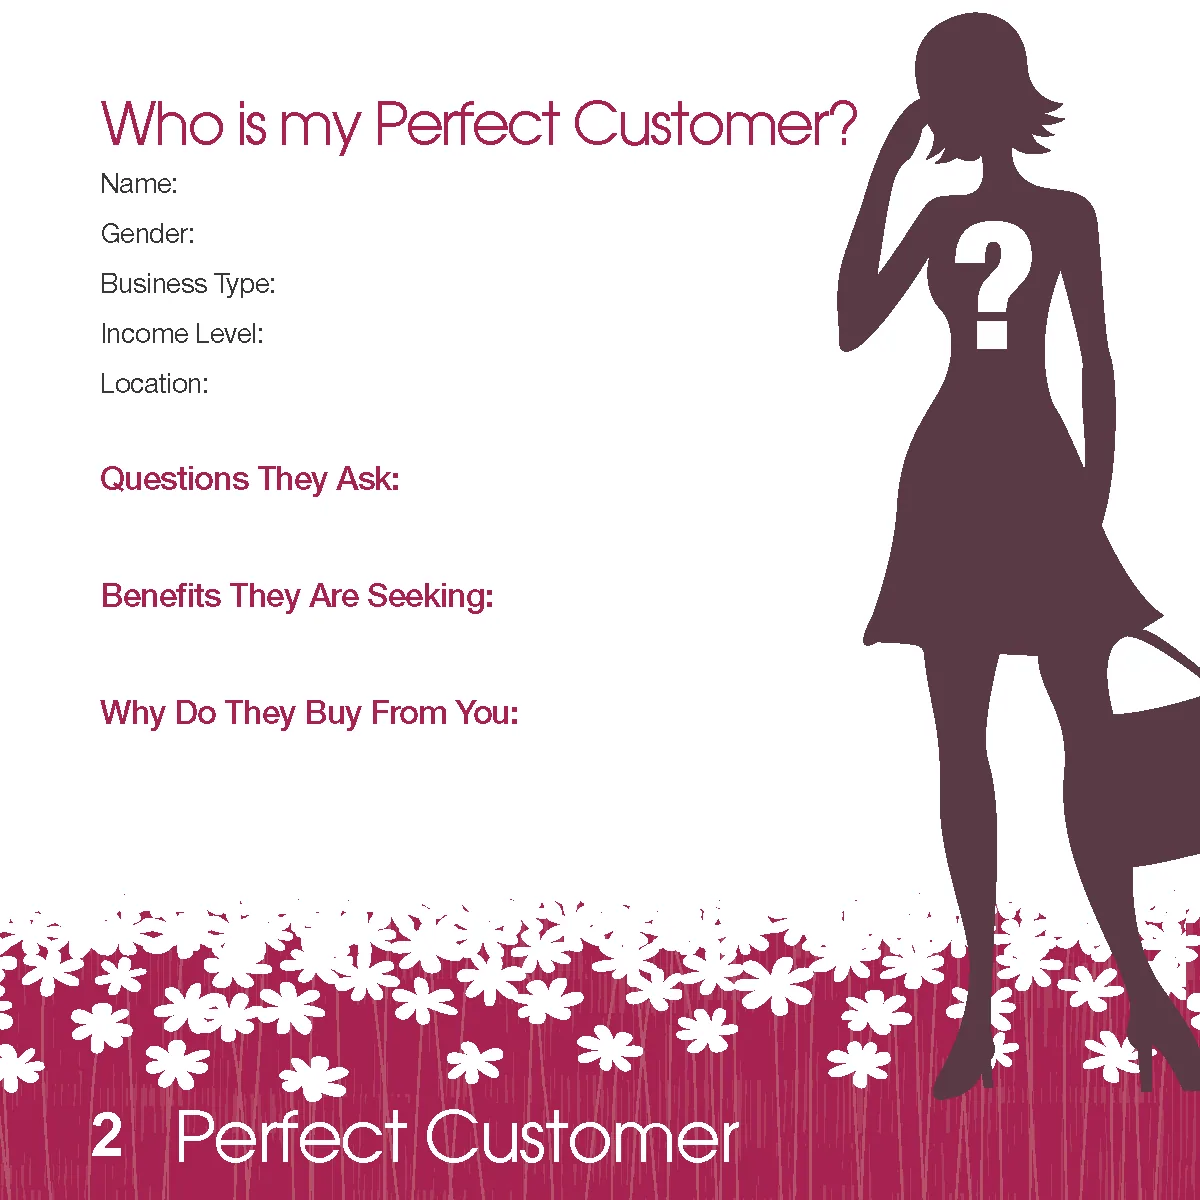 Who is my Perfect Customer?
Name:
Gender:
Business Type:
Income Level:
Location:
Questions They Ask:
Benefits They Are Seeking:
Why Do They Buy From You:
?
2 Perfect Customer